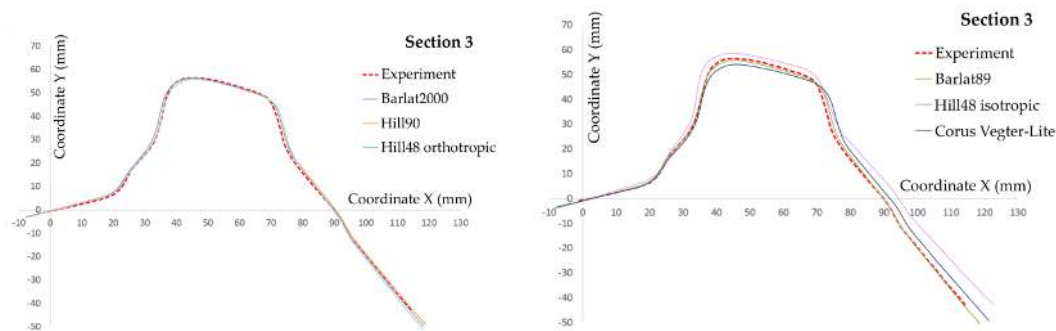 Section 3
Coordinate Y (mm)
70
60
50
40
30
20
10
0
-10
-20
-30
-40
-50
-10 0 10 20 30 40 50 60 70 80 90 100 110 120 130
Coordinate X (mm)
Experiment
Barlat2000
Hill90
Hill48 orthotropic
Section 3
Coordinate Y (mm)
70
60
50
40
30
20
10
0
-10
-20
-30
-40
-50
-10 0 10 20 30 40 50 60 70 80 90 100 110 120 130
Coordinate X (mm)
Experiment
Barlat89
Hill48 isotropic
Corus Vegter-Lite